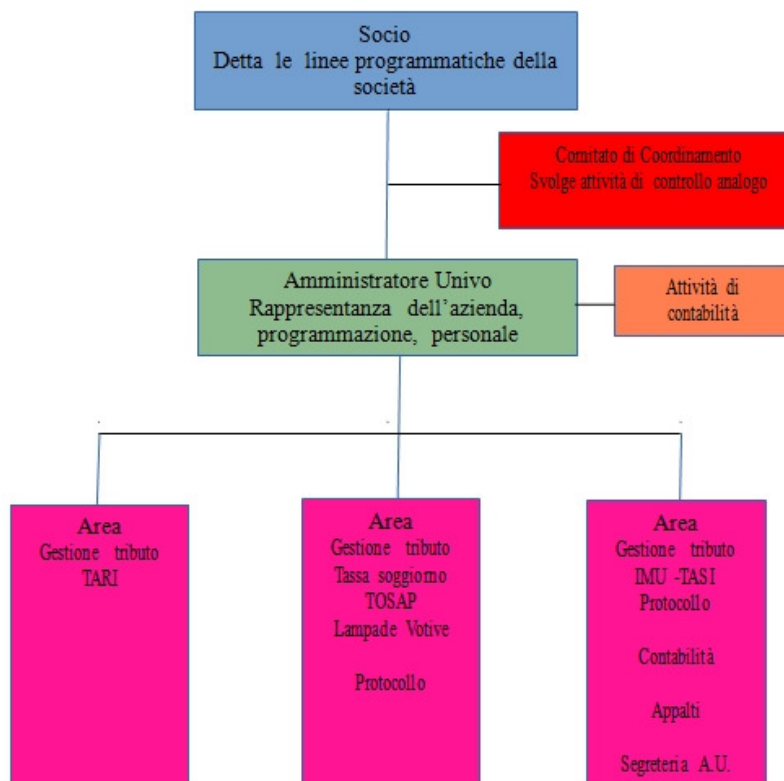 Socio
Detta le linee programmatiche della
società
Comitato di Coordinamento
Svolge attività di controllo analogo
Amministratore Univo
Rappresentanza dell'azienda,
programmazione, personale
Attività di
contabilità
Area
Gestione tributo
TARI
Area
Gestione tributo
Tassa soggiorno
TOSAP
Lampade Votive
Protocollo
Area
Gestione tributo
IMU -TASI
Protocollo
Contabilità
Appalti
Segreteria A.U.